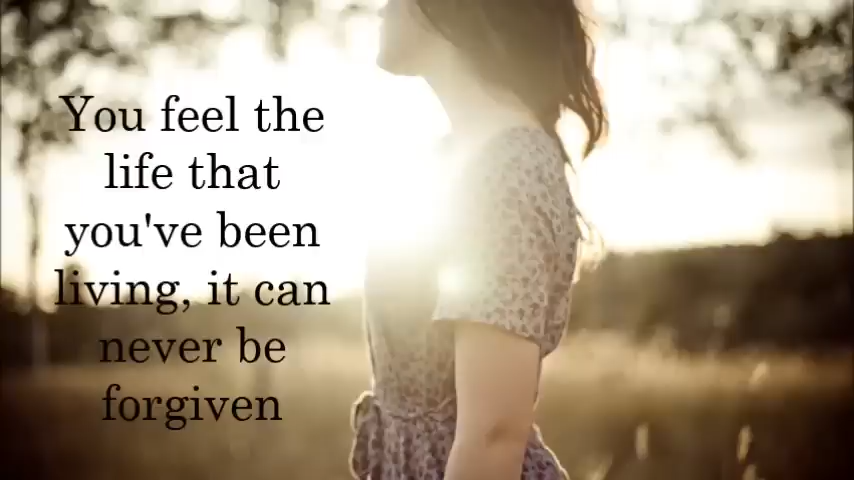 You feel the
life that
you've been
living, it can
never be
forgiven